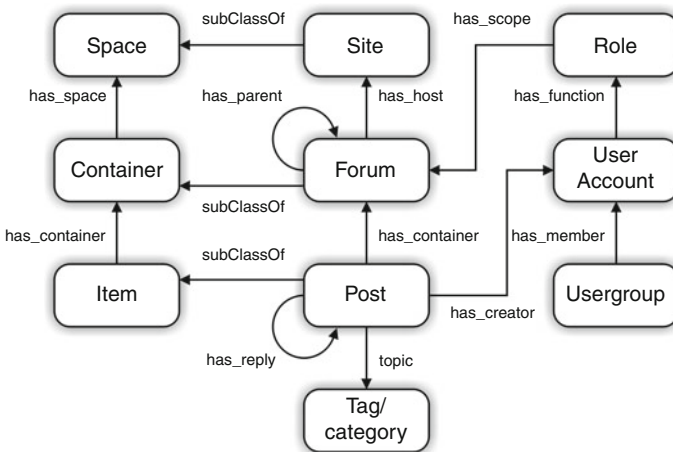 subClassOf
has_scope
Space
Site
Role
has_space
has_parent
has_host
has_function
Container
Forum
User
Account
subClassOf
has_container
has_container
has_member
subClassOf
Item
Post
Usergroup
has_creator
has_reply
topic
Tag/
category